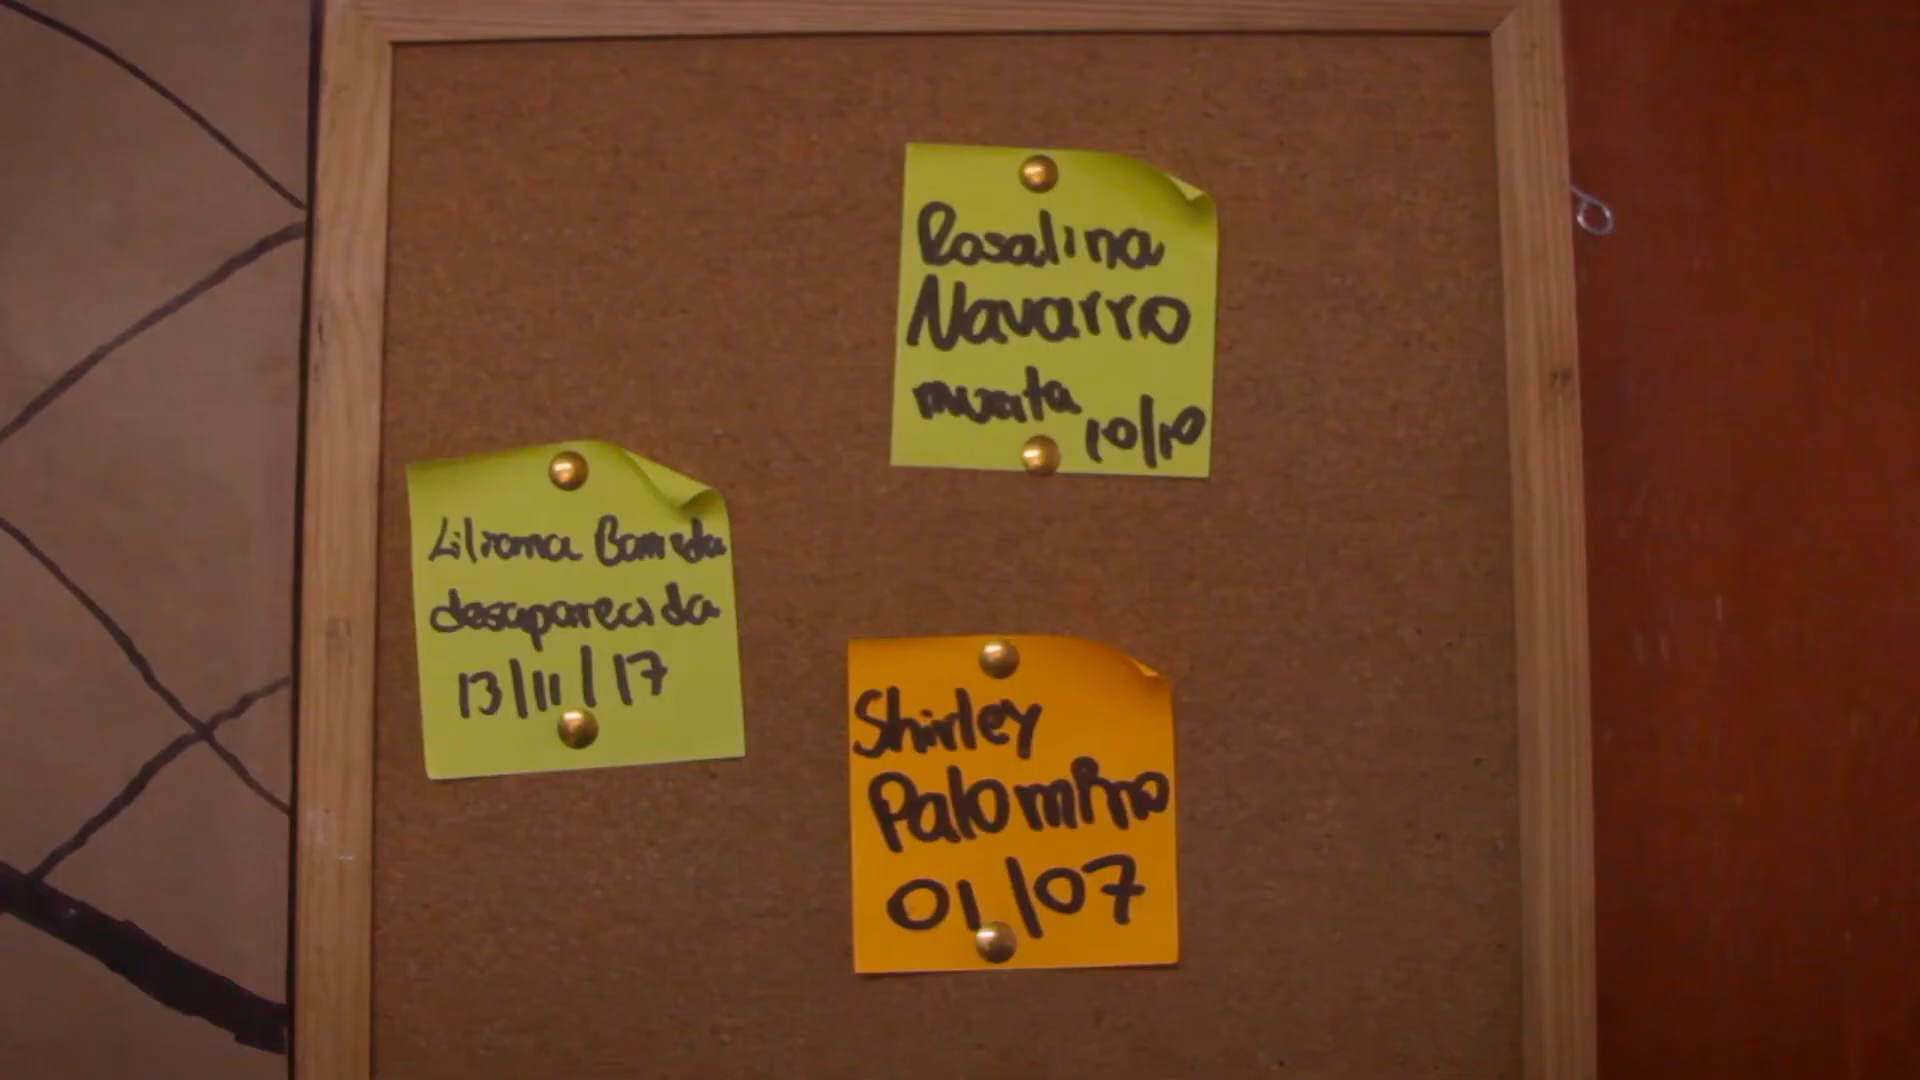 Rosalina
Navarro
muerta
10/10
Liliana Barreda
desaparecida
13/11/17
Shirley
Palomino
01/07